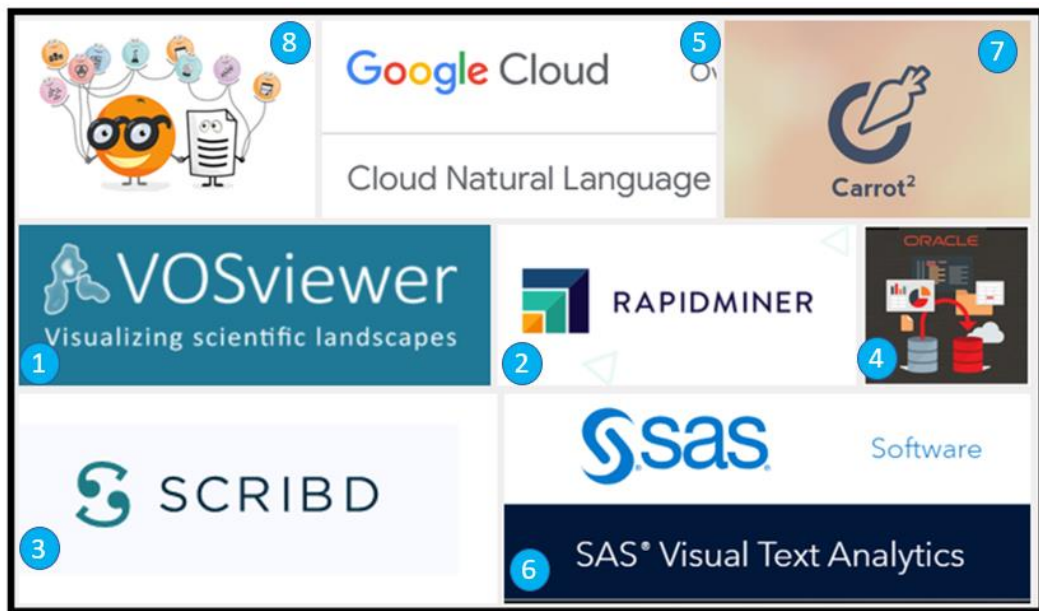 8
Google Cloud
5
Ov
Cloud Natural Language
7
Carrot²
VOSviewer
Visualizing scientific landscapes
1
RAPIDMINER
2
ORACLE
4
SCRIBD
3
sas
Software
SAS® Visual Text Analytics
6